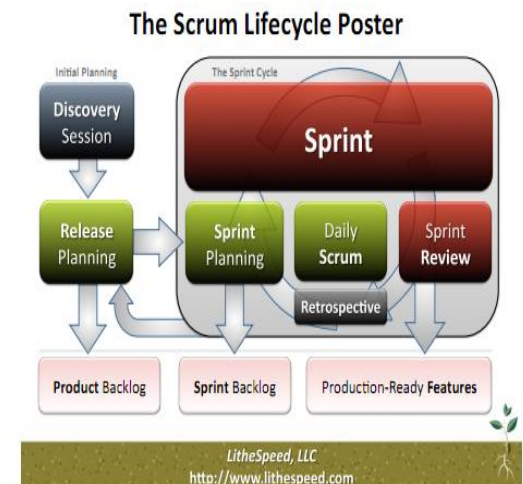 The Scrum Lifecycle Poster
Initial Planning
The Sprint Cycle
Discovery
Session
Sprint
Release
Planning
Sprint
Planning
Daily
Scrum
Sprint
Review
Retrospective
Product Backlog
Sprint Backlog
Production-Ready Features
LitheSpeed, LLC
http://www.lithespeed.com